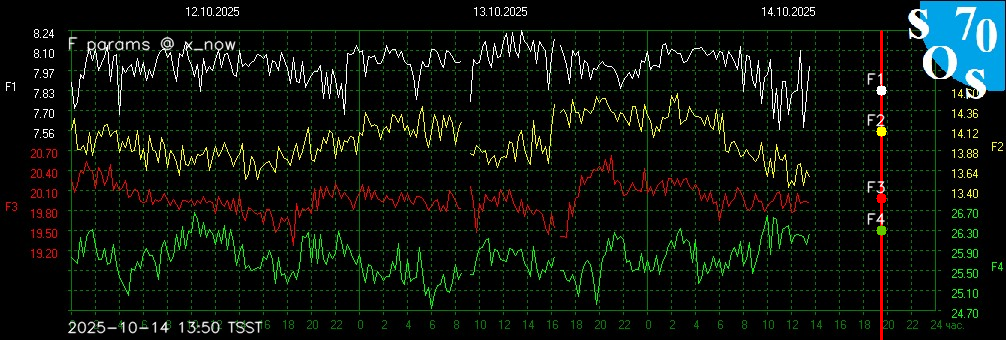 12.10.2025 13.10.2025 14.10.2025
S 70
O S
F params @ x_now
F1
8.24
8.10
7.97
7.83
7.70
7.56
F3
20.70
20.40
20.10
19.80
19.50
19.20
F1
F2
F3
F4
14.60
14.36
14.12
13.88
13.64
13.40
F2
26.70
26.30
25.90
25.50
25.10
24.70
F4
2025-10-14 13:50 TSST
16 18 20 22 0 2 4 6 8 10 12 14 16 18 20 22 0 2 4 6 8 10 12 14 16 18 20 22 24 час.